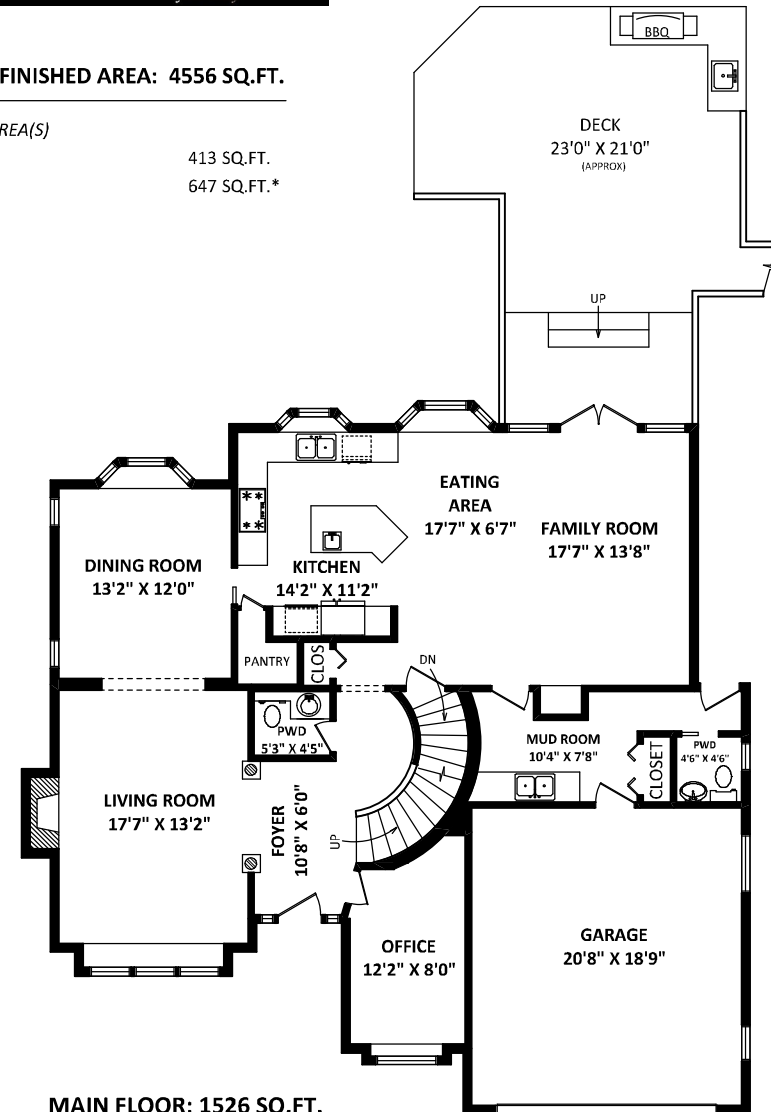 FINISHED AREA: 4556 SQ.FT.
REA(S)
413 SQ.FT.
647 SQ.FT.*
BBQ
DECK
23'0" X 21'0"
(APPROX)
UP
EATING
AREA
17'7" X 6'7"
FAMILY ROOM
17'7" X 13'8"
DINING ROOM
13'2" X 12'0"
KITCHEN
14'2" X 11'2"
PANTRY
CLOS
DN
PWD
5'3" X 4'5"
MUD ROOM
10'4" X 7'8"
CLOSET
PWD
4'6" X 4'6"
LIVING ROOM
17'7" X 13'2"
FOYER
10'8" X 6'0"
UP
OFFICE
12'2" X 8'0"
GARAGE
20'8" X 18'9"
MAIN FLOOR: 1526 SQ.FT.